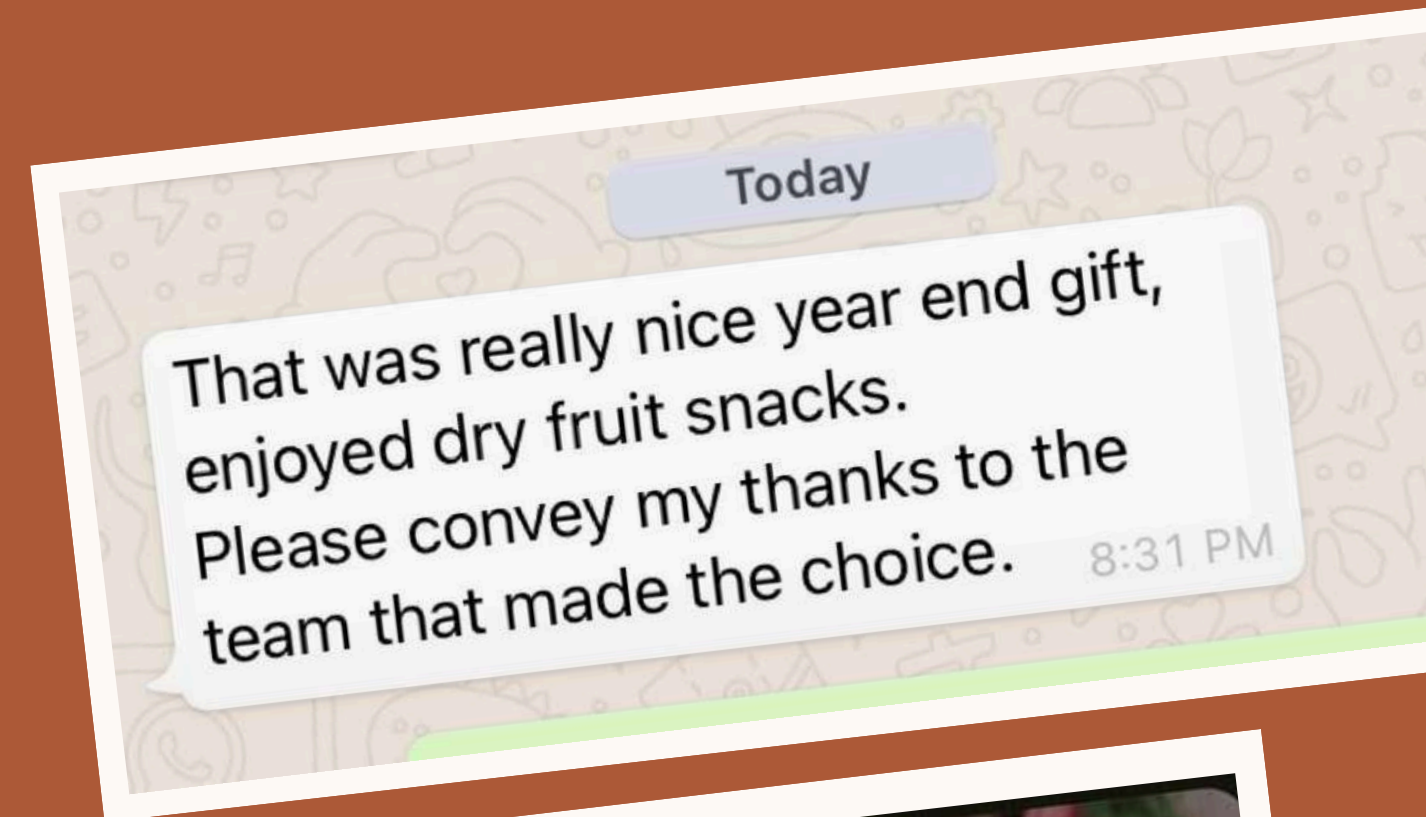 Today
That was really nice year end gift,
enjoyed dry fruit snacks.
Please convey my thanks to the
team that made the choice.
8:31 PM